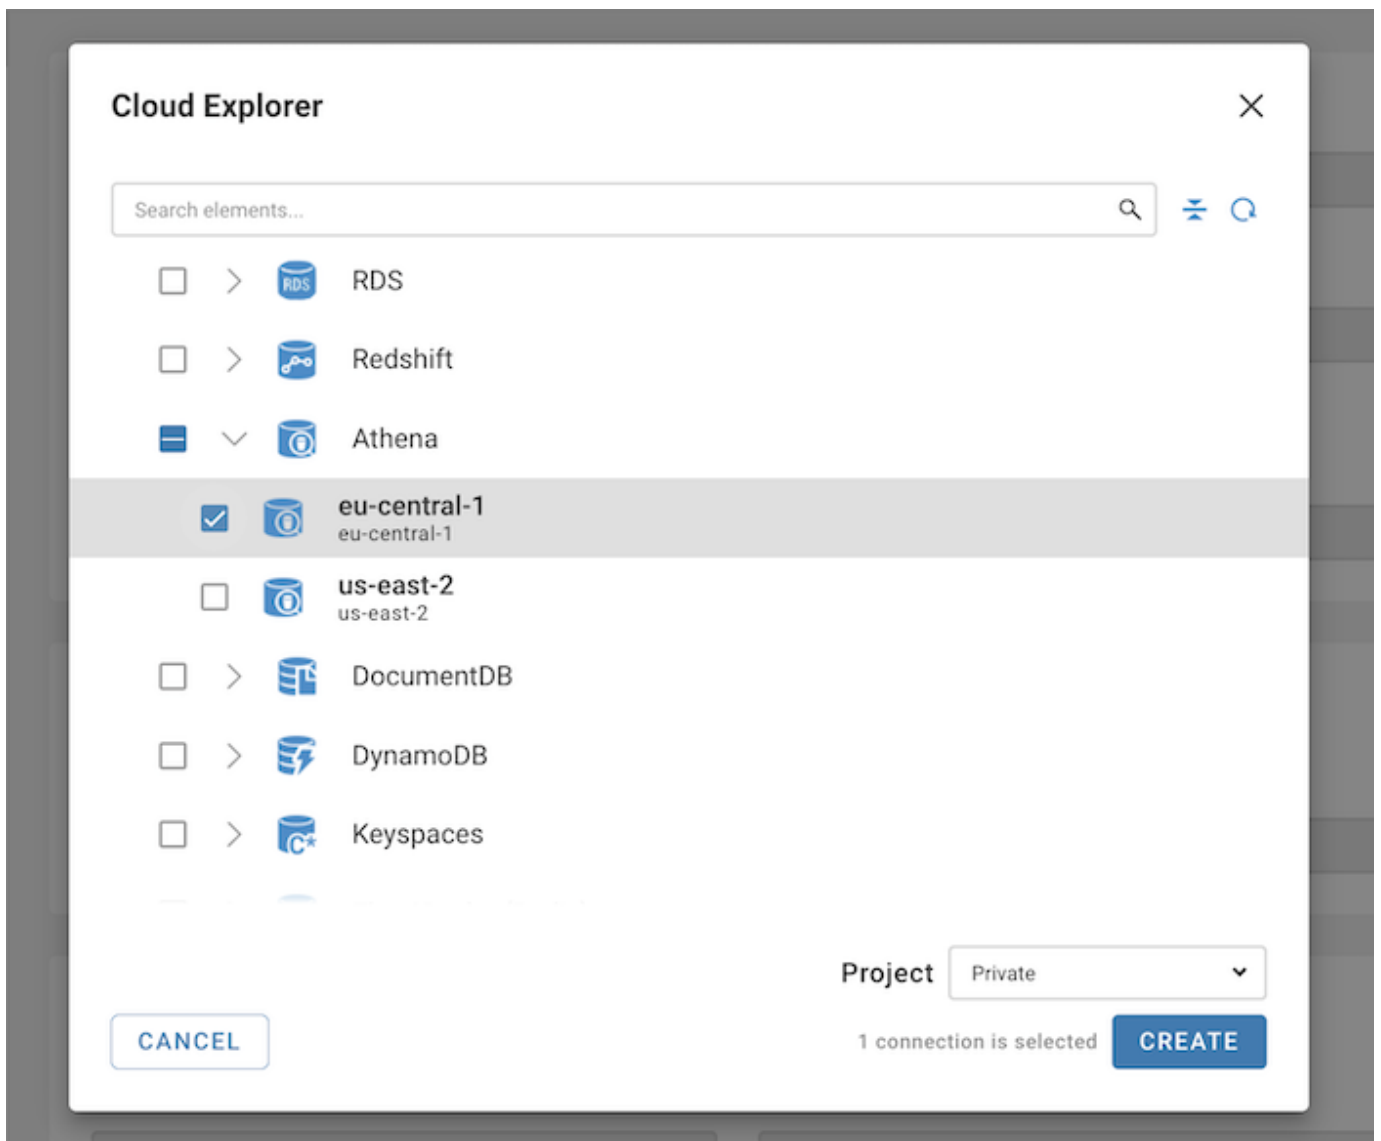 Cloud Explorer
Search elements...
RDS
RDS
Redshift
Athena
eu-central-1
eu-central-1
us-east-2
us-east-2
DocumentDB
DynamoDB
C* Keyspaces
Project Private
CANCEL 1 connection is selected CREATE